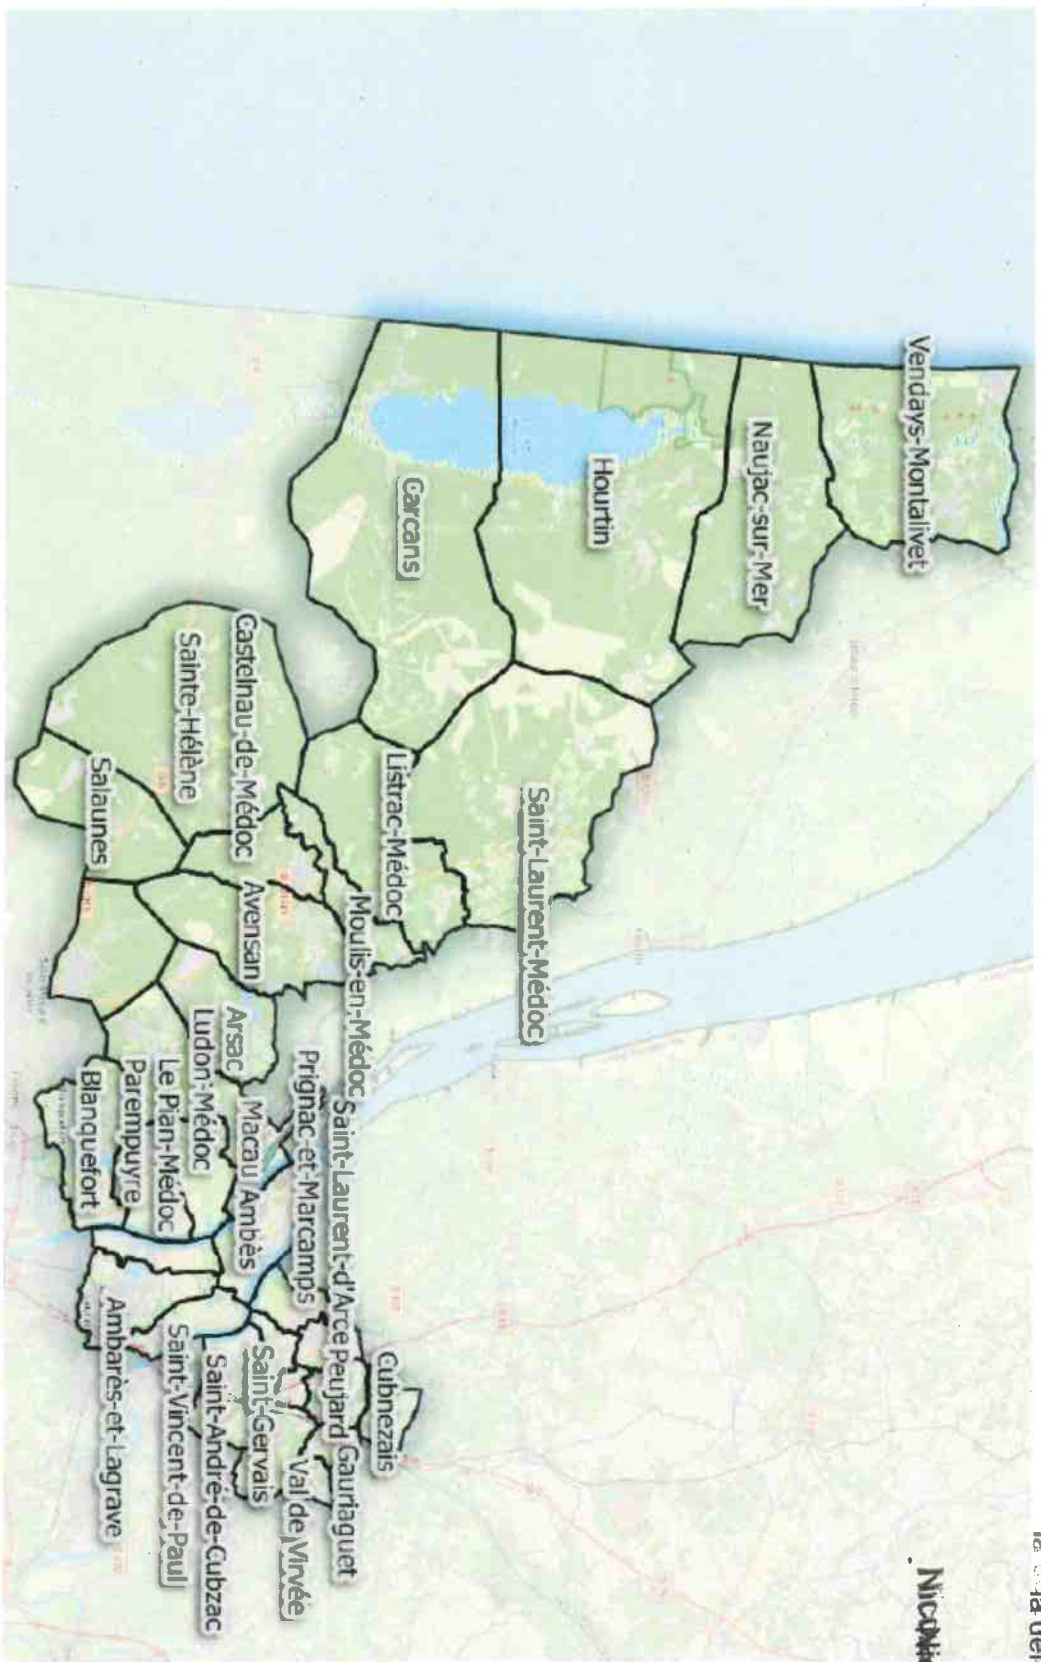 Vendays-Montalivet
Naujac-sur-Mer
Hourtin
Carcans
Saint-Laurent-Médoc
Listrac-Médoc
Castelnau-de-Médoc
Sainte-Hélène
Salaunes
Moulis-en-Médoc
Avensan
Arsac
Ludon-Médoc
Le Pian-Médoc
Parempuyre
Blanquefort
Macau
Ambès
Prignac-et-Marcamps
Saint-Laurent-d'Arce
Peujard
Cubnezais
Gauriaguet
Val de Virvée
Saint-Gervais
Saint-André-de-Cubzac
Saint-Vincent-de-Paul
Ambarès-et-Lagrave